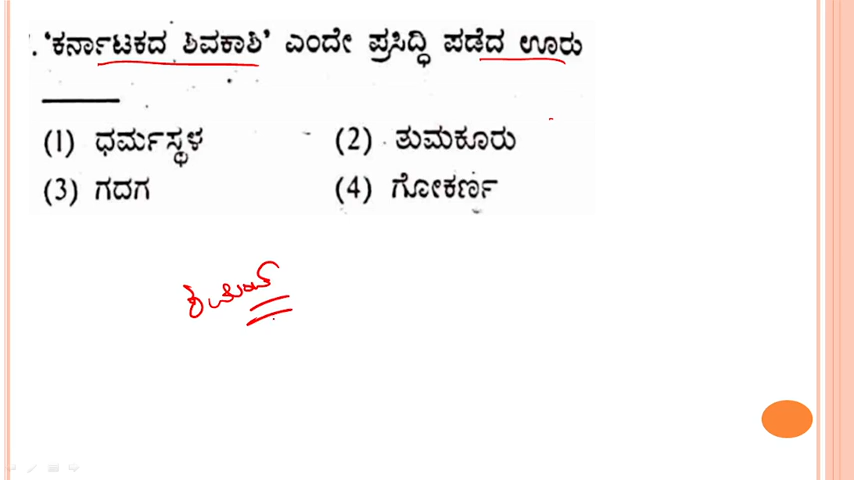 . 'ಕರ್ನಾಟಕದ ಶಿವಕಾಶಿ' ಎಂದೇ ಪ್ರಸಿದ್ಧಿ ಪಡೆದ ಊರು
______
(1) ಧರ್ಮಸ್ಥಳ (2) ತುಮಕೂರು
(3) ಗದಗ (4) ಗೋಕರ್ಣ